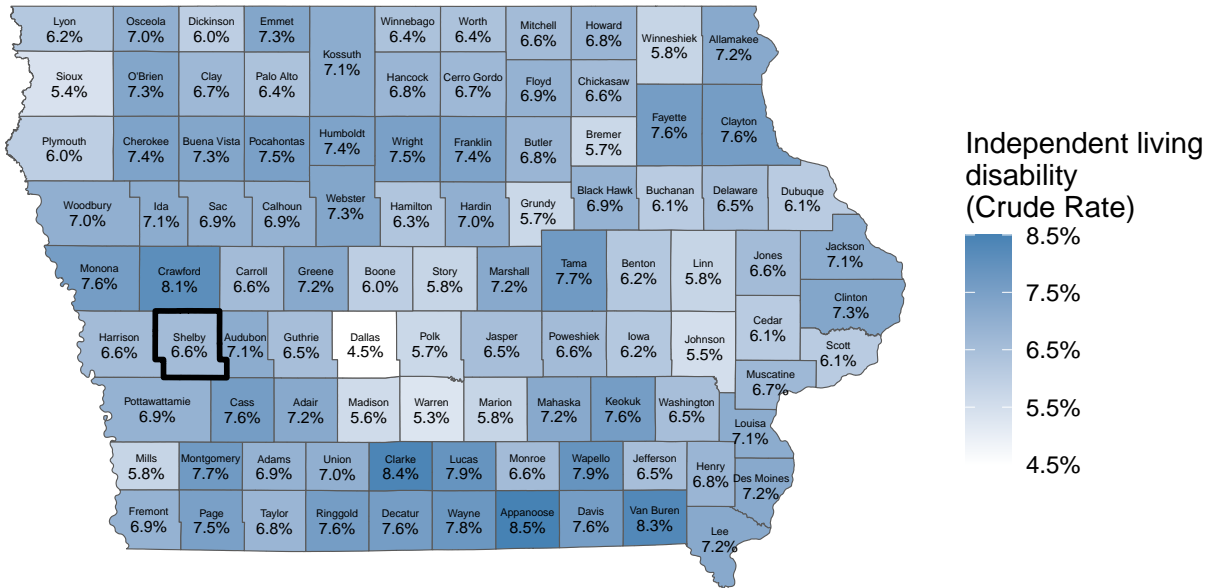 Lyon
6.2%
Osceola
7.0%
Dickinson
6.0%
Emmet
7.3%
Kossuth
7.1%
Winnebago
6.4%
Worth
6.4%
Mitchell
6.6%
Howard
6.8%
Winneshiek
5.8%
Allamakee
7.2%
Sioux
5.4%
O'Brien
7.3%
Clay
6.7%
Palo Alto
6.4%
Hancock
6.8%
Cerro Gordo
6.7%
Floyd
6.9%
Chickasaw
6.6%
Fayette
7.6%
Clayton
7.6%
Plymouth
6.0%
Cherokee
7.4%
Buena Vista
7.3%
Pocahontas
7.5%
Humboldt
7.4%
Wright
7.5%
Franklin
7.4%
Butler
6.8%
Bremer
5.7%
Woodbury
7.0%
Ida
7.1%
Sac
6.9%
Calhoun
6.9%
Webster
7.3%
Hamilton
6.3%
Hardin
7.0%
Grundy
5.7%
Black Hawk
6.9%
Buchanan
6.1%
Delaware
6.5%
Dubuque
6.1%
Monona
7.6%
Crawford
8.1%
Carroll
6.6%
Greene
7.2%
Boone
6.0%
Story
5.8%
Marshall
7.2%
Tama
7.7%
Benton
6.2%
Linn
5.8%
Jones
6.6%
Jackson
7.1%
Clinton
7.3%
Harrison
6.6%
Shelby
6.6%
Audubon
7.1%
Guthrie
6.5%
Dallas
4.5%
Polk
5.7%
Jasper
6.5%
Poweshiek
6.6%
Iowa
6.2%
Johnson
5.5%
Cedar
6.1%
Scott
6.1%
Muscatine
6.7%
Pottawattamie
6.9%
Cass
7.6%
Adair
7.2%
Madison
5.6%
Warren
5.3%
Marion
5.8%
Mahaska
7.2%
Keokuk
7.6%
Washington
6.5%
Louisa
7.1%
Mills
5.8%
Montgomery
7.7%
Adams
6.9%
Union
7.0%
Clarke
8.4%
Lucas
7.9%
Monroe
6.6%
Wapello
7.9%
Jefferson
6.5%
Henry
6.8%
Des Moines
7.2%
Fremont
6.9%
Page
7.5%
Taylor
6.8%
Ringgold
7.6%
Decatur
7.6%
Wayne
7.8%
Appanoose
8.5%
Davis
7.6%
Van Buren
8.3%
Lee
7.2%
Independent living
disability
(Crude Rate)
8.5%
7.5%
6.5%
5.5%
4.5%